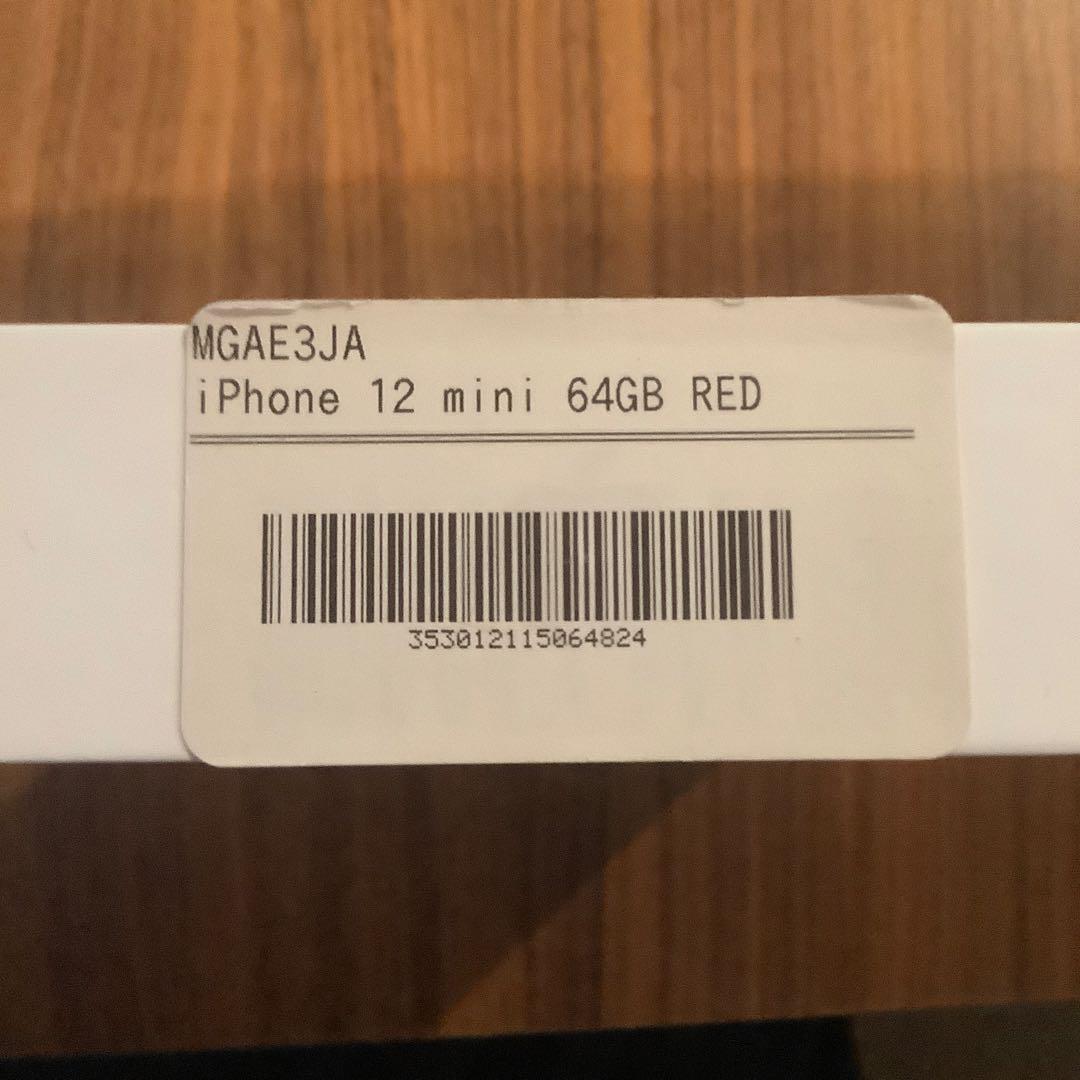 MGAE3JA
iPhone 12 mini 64GB RED
353012115064824